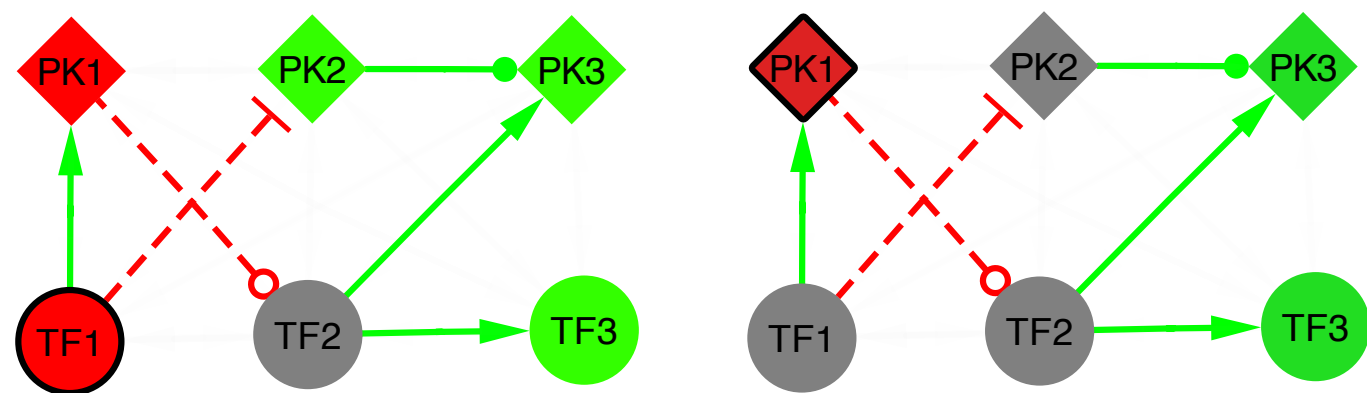 PK1 PK2 PK3 PK1 PK2 PK3
TF1 TF2 TF3 TF1 TF2 TF3